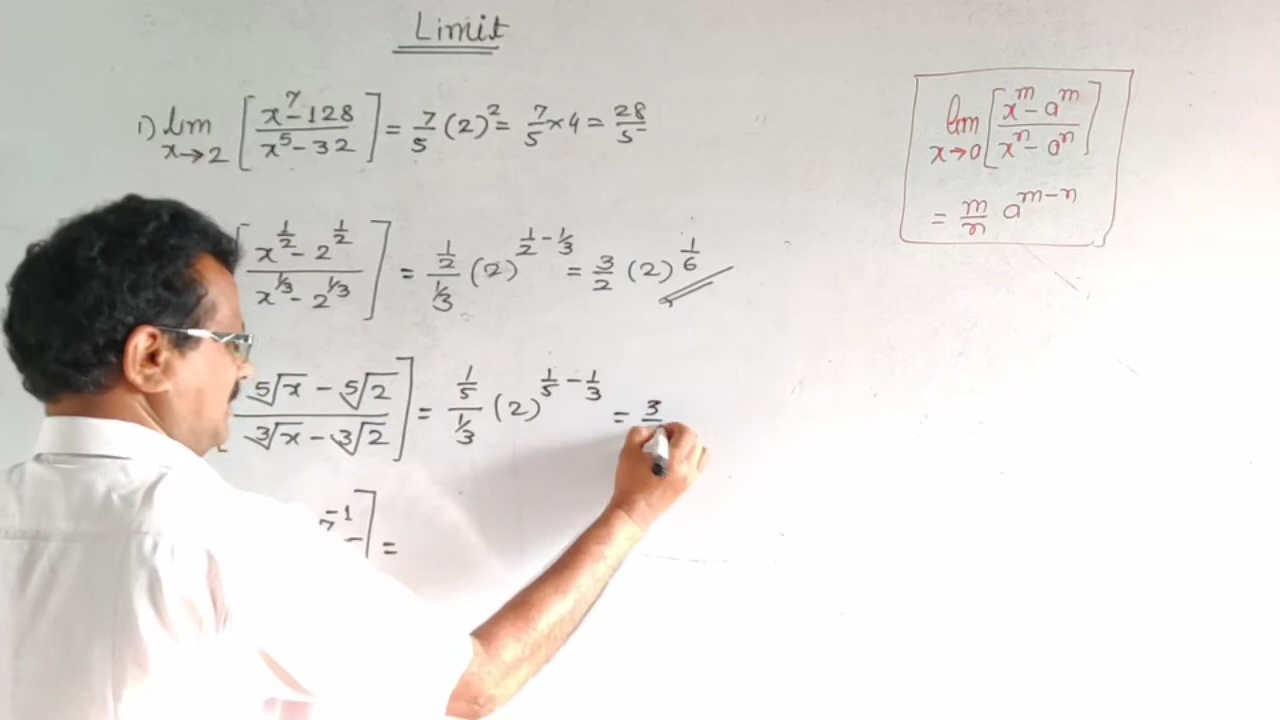 Limit
1) lim x→2 [x^7 - 128 / x^5 - 32] = 7/5 (2)^2 = 7/5 × 4 = 28/5
[x^1/2 - 2^1/2 / x^1/3 - 2^1/3] = 1/2 / 1/3 (2)^1/2 - 1/3 = 3/2 (2)^1/6
[⁵√x - ⁵√2 / ³√x - ³√2] = 1/5 / 1/3 (2)^1/5 - 1/3 = 3/
-1 ] =
lim x→a [x^m - a^m / x^n - a^n]
= m/n a^m-n